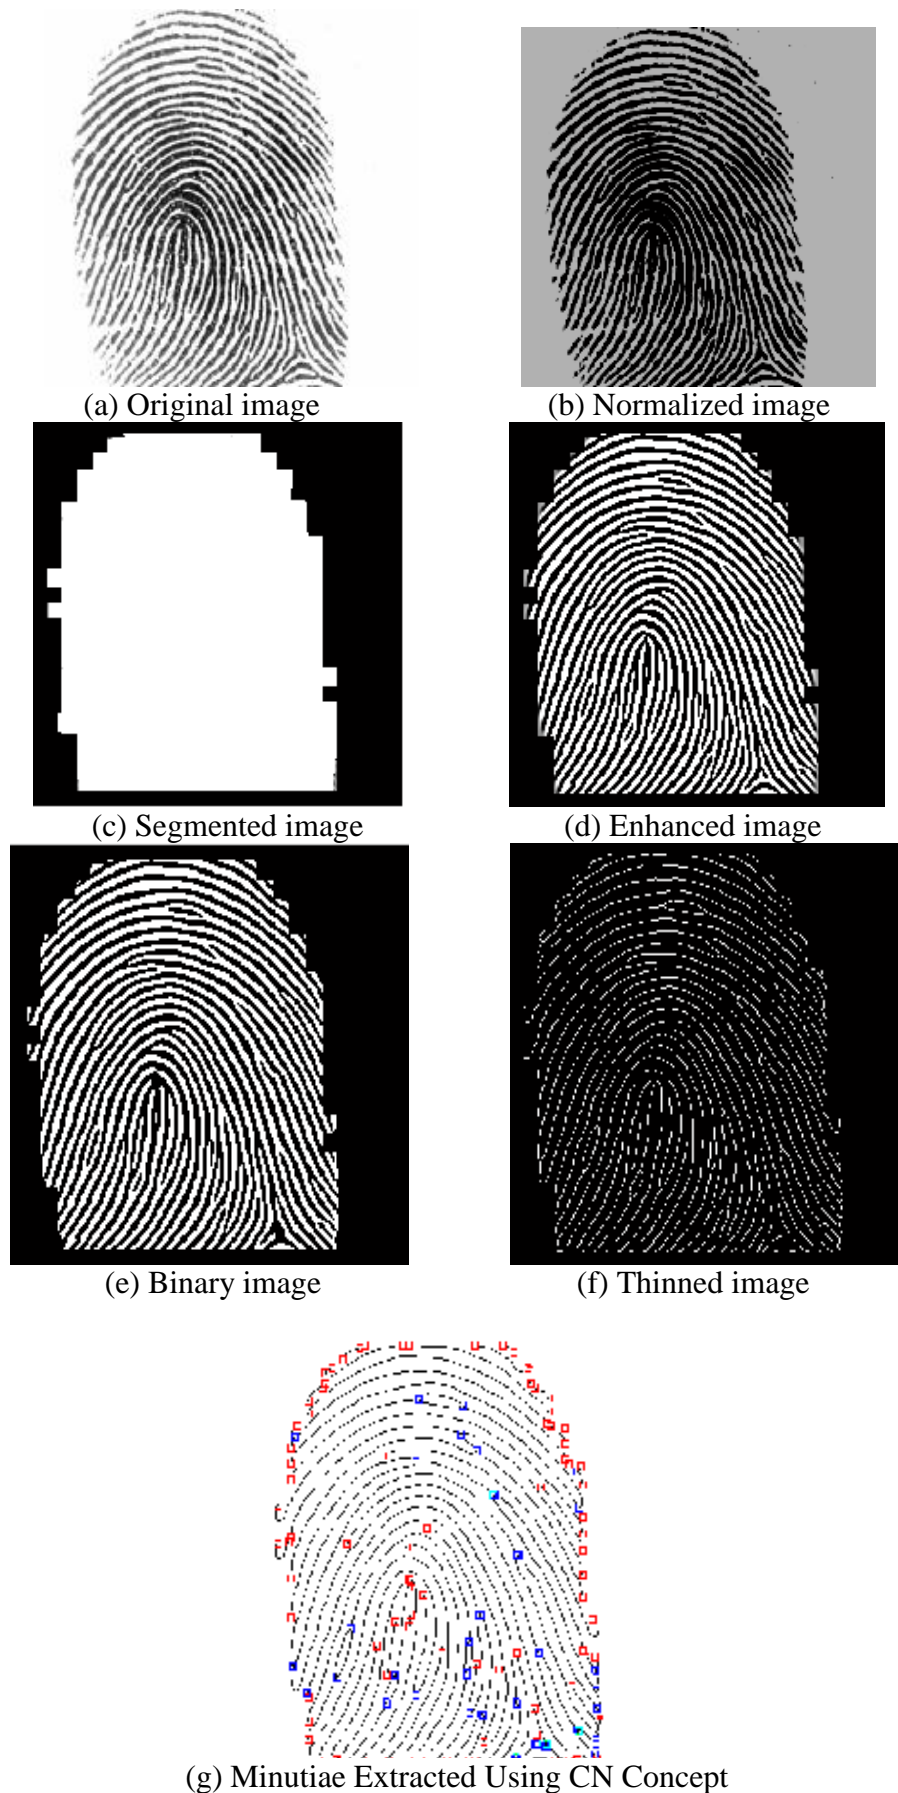 (a) Original image
(b) Normalized image
(c) Segmented image
(d) Enhanced image
(e) Binary image
(f) Thinned image
(g) Minutiae Extracted Using CN Concept